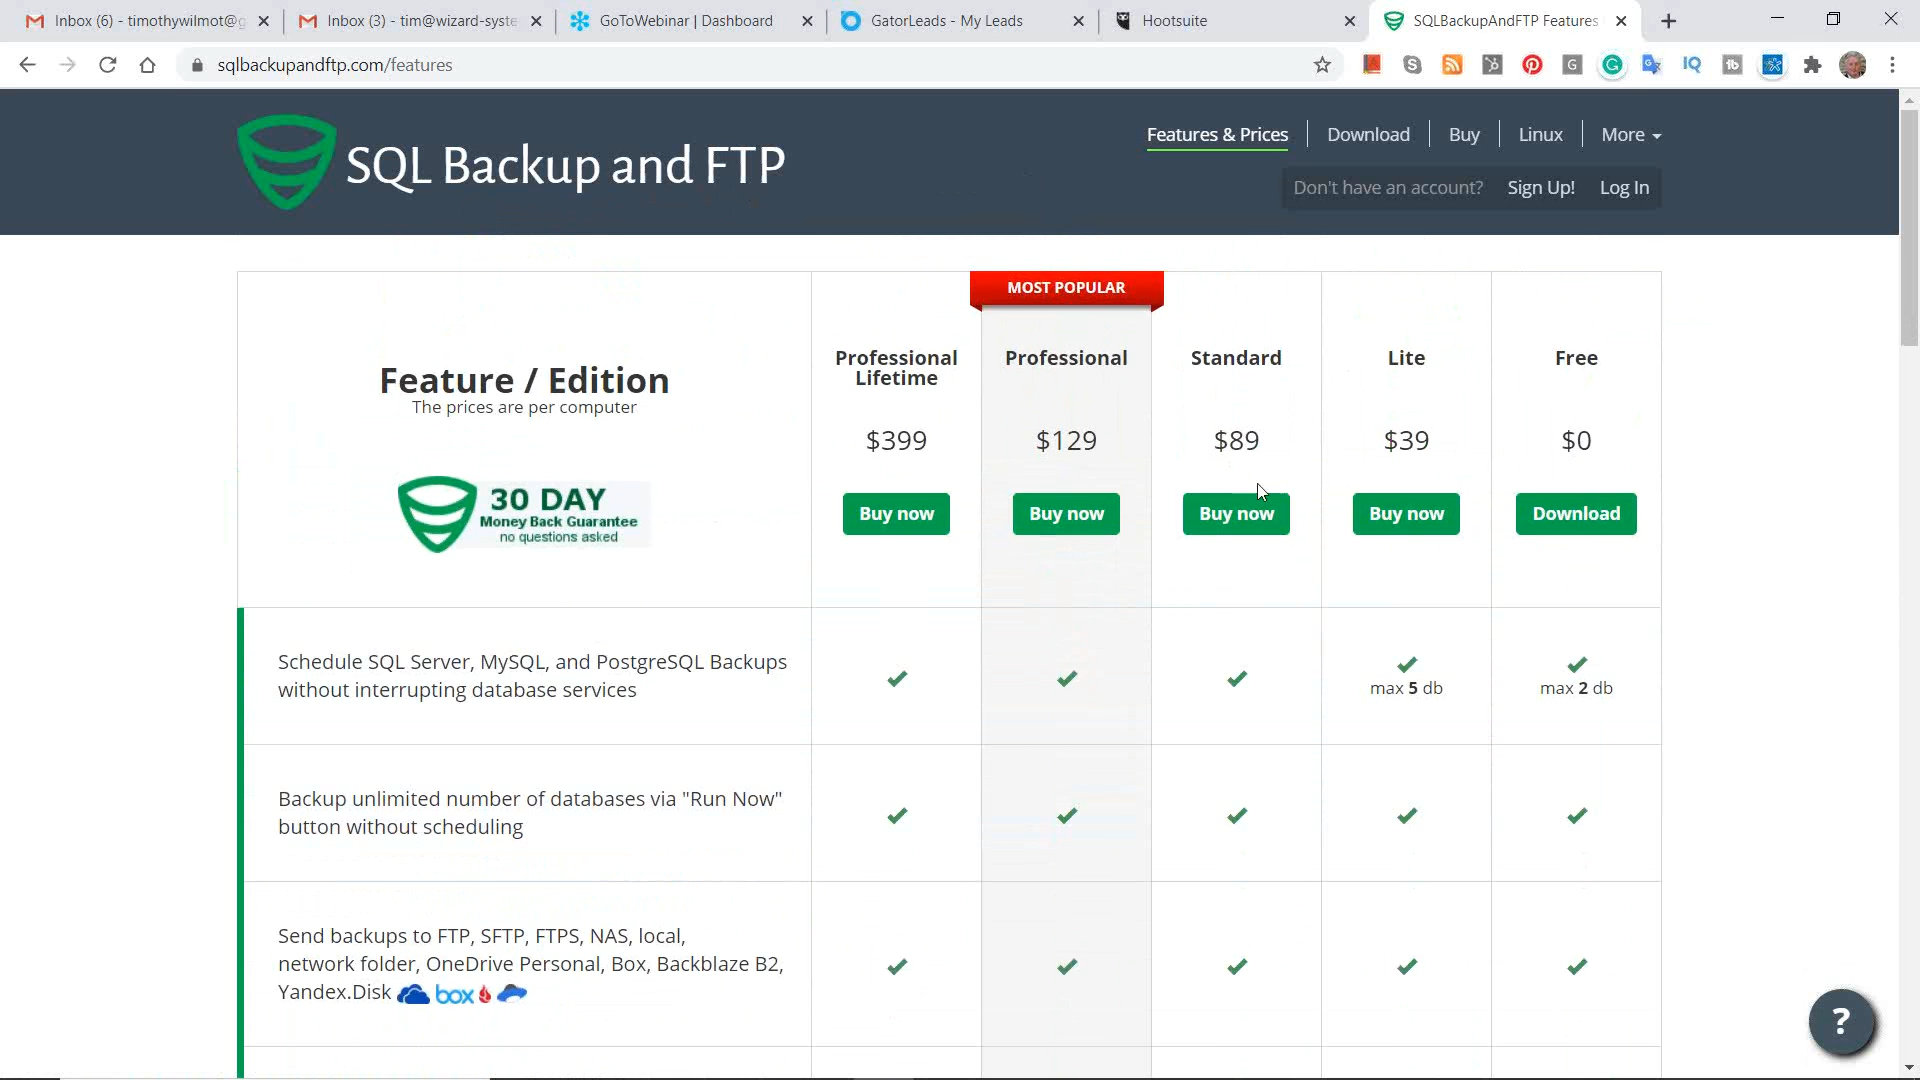 Inbox (6) - timothywilmot@g
Inbox (3) - tim@wizard-syste
GoToWebinar | Dashboard
GatorLeads - My Leads
Hootsuite
SQLBackupAndFTP Features
sqlbackupandftp.com/features
SQL Backup and FTP
Features & Prices
Download
Buy
Linux
More
Don't have an account?
Sign Up!
Log In
MOST POPULAR
Feature / Edition
The prices are per computer
30 DAY
Money Back Guarantee
no questions asked
Professional
Lifetime
Professional
Standard
Lite
Free
$399
$129
$89
$39
$0
Buy now
Buy now
Buy now
Buy now
Download
Schedule SQL Server, MySQL, and PostgreSQL Backups
without interrupting database services
max 5 db
max 2 db
Backup unlimited number of databases via "Run Now"
button without scheduling
Send backups to FTP, SFTP, FTPS, NAS, local,
network folder, OneDrive Personal, Box, Backblaze B2,
Yandex.Disk
box
?